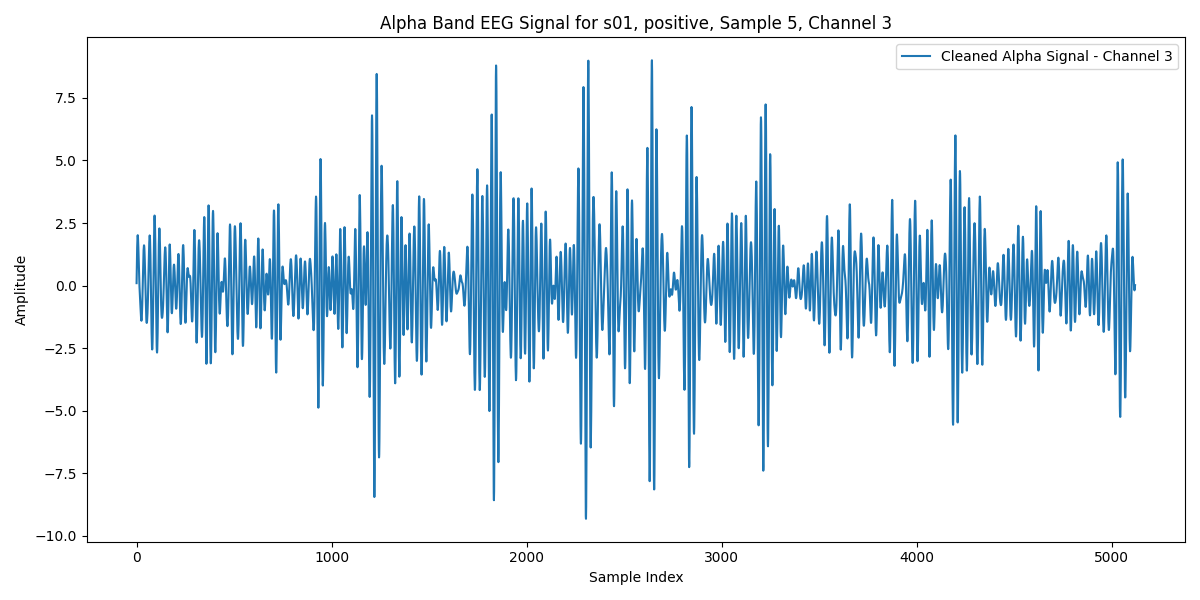 Alpha Band EEG Signal for s01, positive, Sample 5, Channel 3
Cleaned Alpha Signal - Channel 3
Amplitude
7.5
5.0
2.5
0.0
−2.5
−5.0
−7.5
−10.0
0 1000 2000 3000 4000 5000
Sample Index